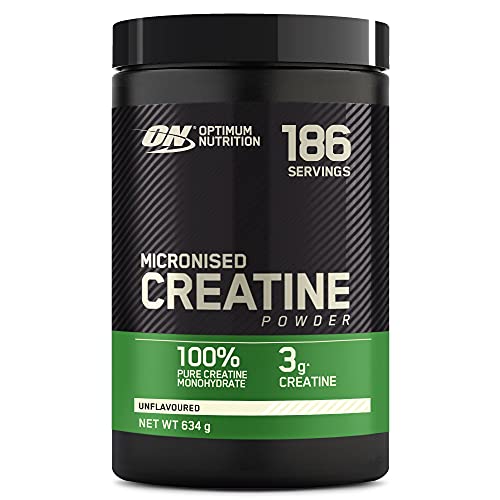 ON OPTIMUM
NUTRITION
186
SERVINGS
MICRONISED
CREATINE
POWDER
100%
PURE CREATINE
MONOHYDRATE
3g*
CREATINE
UNFLAVOURED
NET WT 634 g